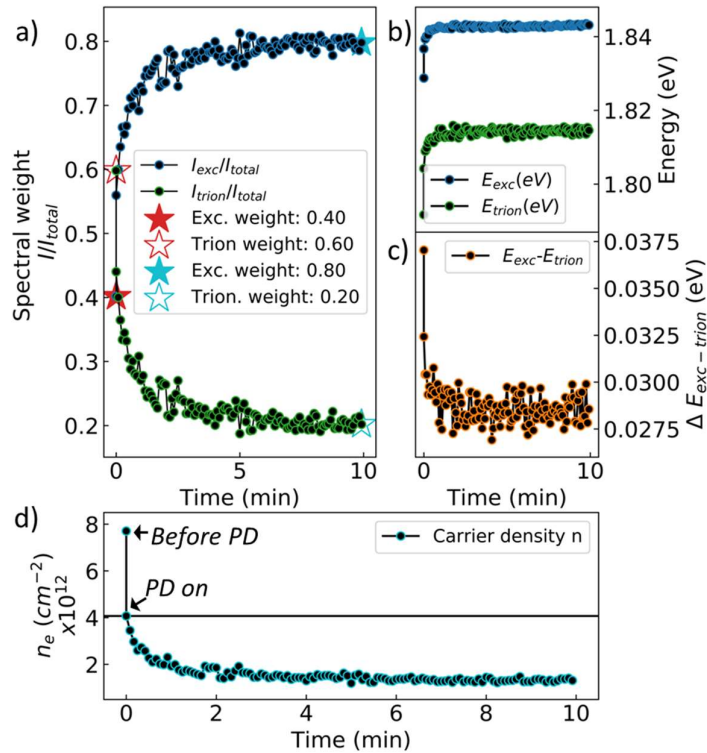 a)
0.8
0.7
0.6
0.5
0.4
0.3
0.2
Spectral weight
I/I_total
I_exc/I_total
I_trion/I_total
Exc. weight: 0.40
Trion weight: 0.60
Exc. weight: 0.80
Trion. weight: 0.20
0 5 10
Time (min)
b)
1.84
1.82
1.80
Energy (eV)
E_exc(eV)
E_trion(eV)
c)
E_exc-E_trion
0.0375
0.0350
0.0325
0.0300
0.0275
Δ E_exc−trion (eV)
0 10
Time (min)
d)
8
6
4
2
n_e (cm⁻²)
x10¹²
Before PD
PD on
Carrier density n
0 2 4 6 8 10
Time (min)